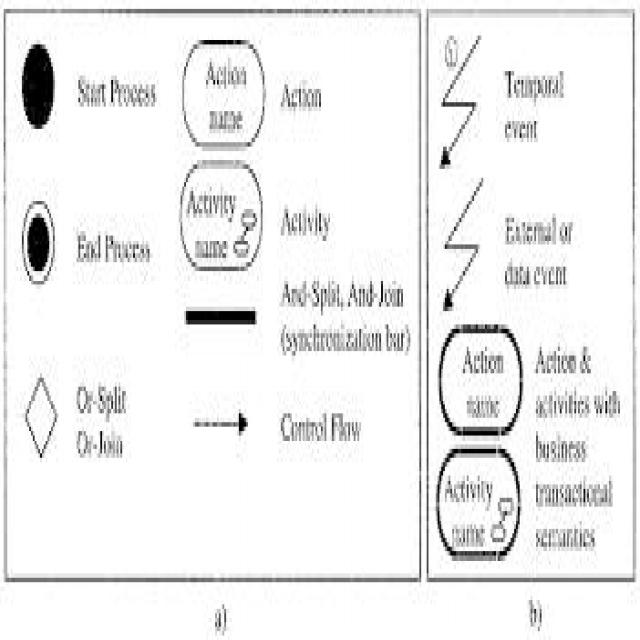 Start Process
Action
name
Action
End Process
Activity
name
Activity
And-Split, And-Join
(synchronization bar)
Or-Split
Or-Join
Control Flow
a)
Temporal
event
External or
data event
Action
name
Activity
name
Action &
activities with
business
transactional
semantics
b)